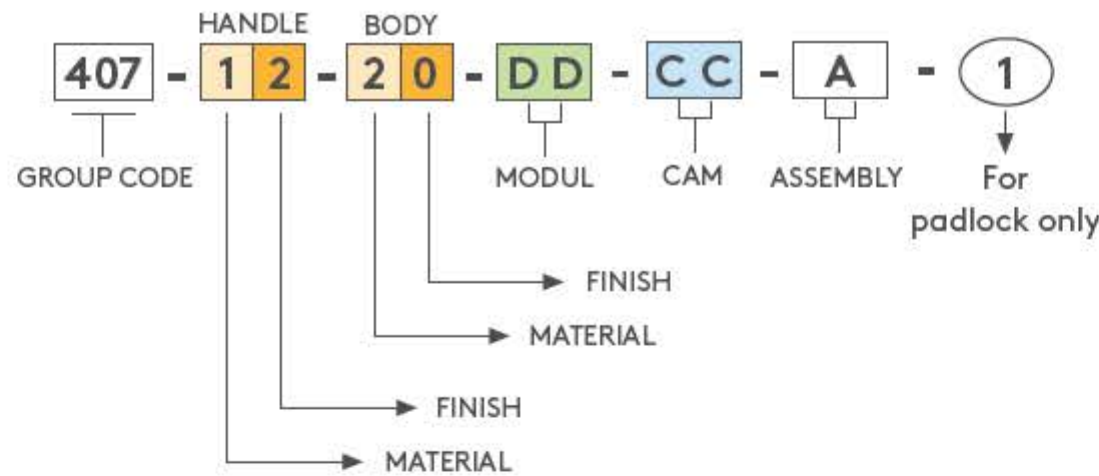 HANDLE BODY
407 - 1 2 - 2 0 - D D - C C - A - 1
GROUP CODE MODUL CAM ASSEMBLY For
padlock only
FINISH
MATERIAL
FINISH
MATERIAL